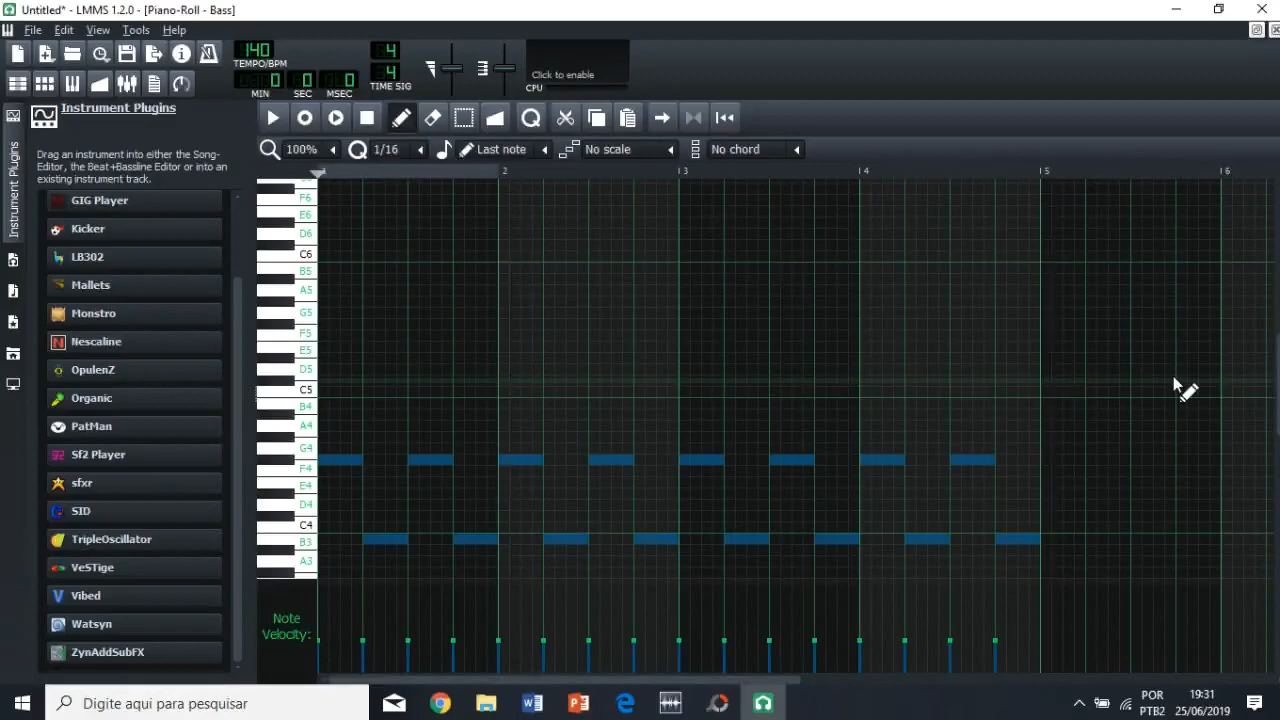 Untitled* - LMMS 1.2.0 - [Piano-Roll - Bass]
File Edit View Tools Help
140
TEMPO/BPM
0 0 0
MIN SEC MSEC
4
4
TIME SIG
Click to enable
CPU
Instrument Plugins
Instrument Plugins
Drag an instrument into either the Song-
Editor, the beat+Bassline Editor or into an
existing instrument track.
GIG Player
Kicker
LB302
Mallets
Monstro
Nescaline
OpulenZ
Organic
PatMan
Sf2 Player
sfxr
SID
TripleOscillator
VeSTige
Vibed
Watsyn
ZynAddSubFX
100% 1/16 Last note No scale No chord
2 3 4 5 6
F6
E6
D6
C6
B5
A5
G5
F5
E5
D5
C5
B4
A4
G4
F4
E4
D4
C4
B3
A3
Note
Velocity:
Digite aqui para pesquisar
POR
PTB2
19:31
25/06/2019